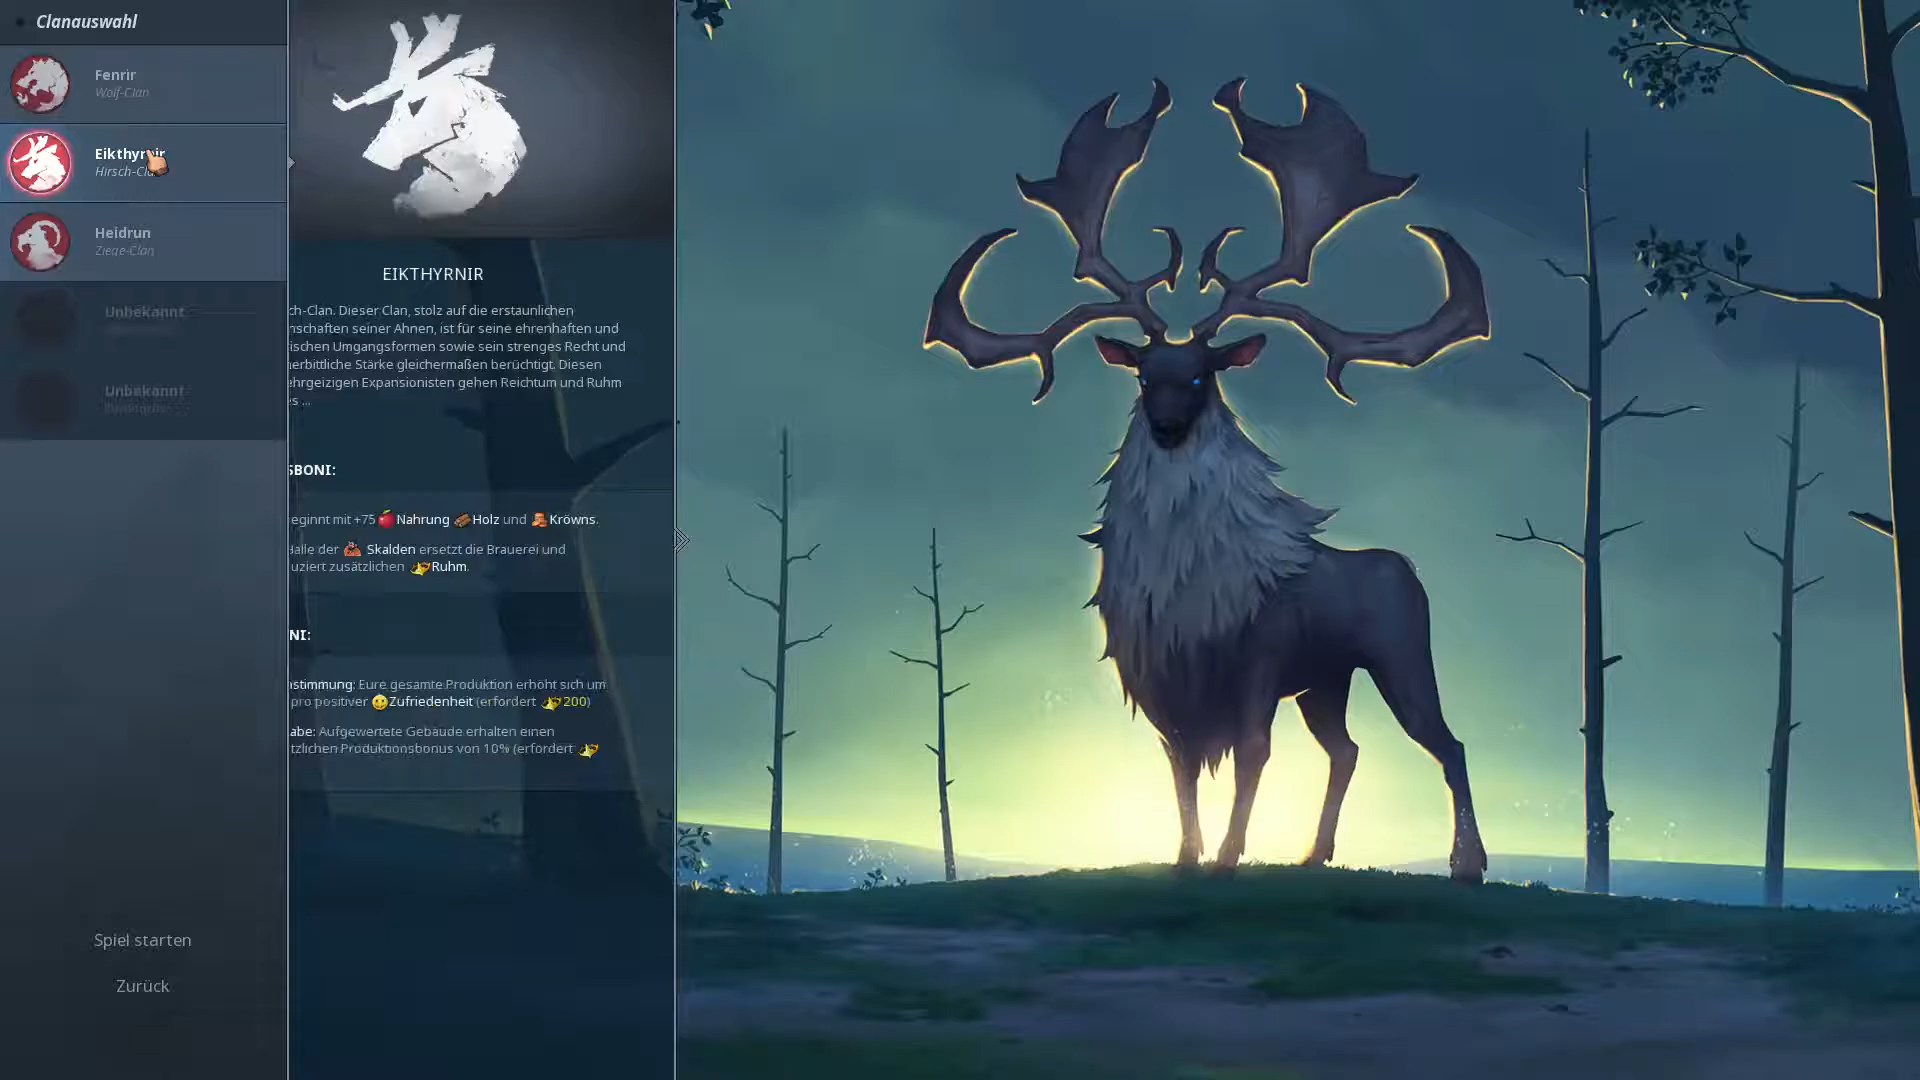 Clanauswahl
Fenrir
Wolf-Clan
Eikthyrnir
Hirsch-Clan
Heidrun
Ziege-Clan
Unbekannt
Unbekannt
Spiel starten
Zurück
EIKTHYRNIR
ch-Clan. Dieser Clan, stolz auf die erstaunlichen
nschaften seiner Ahnen, ist für seine ehrenhaften und
ischen Umgangsformen sowie sein strenges Recht und
erbittliche Stärke gleichermaßen berüchtigt. Diesen
ehrgeizigen Expansionisten gehen Reichtum und Ruhm
s ...
SBONI:
eginnt mit +75 Nahrung Holz und Kröwns.
Halle der Skalden ersetzt die Brauerei und
uziert zusätzlichen Ruhm.
NI:
nstimmung: Eure gesamte Produktion erhöht sich um
pro positiver Zufriedenheit (erfordert 200)
abe: Aufgewertete Gebäude erhalten einen
tzlichen Produktionsbonus von 10% (erfordert